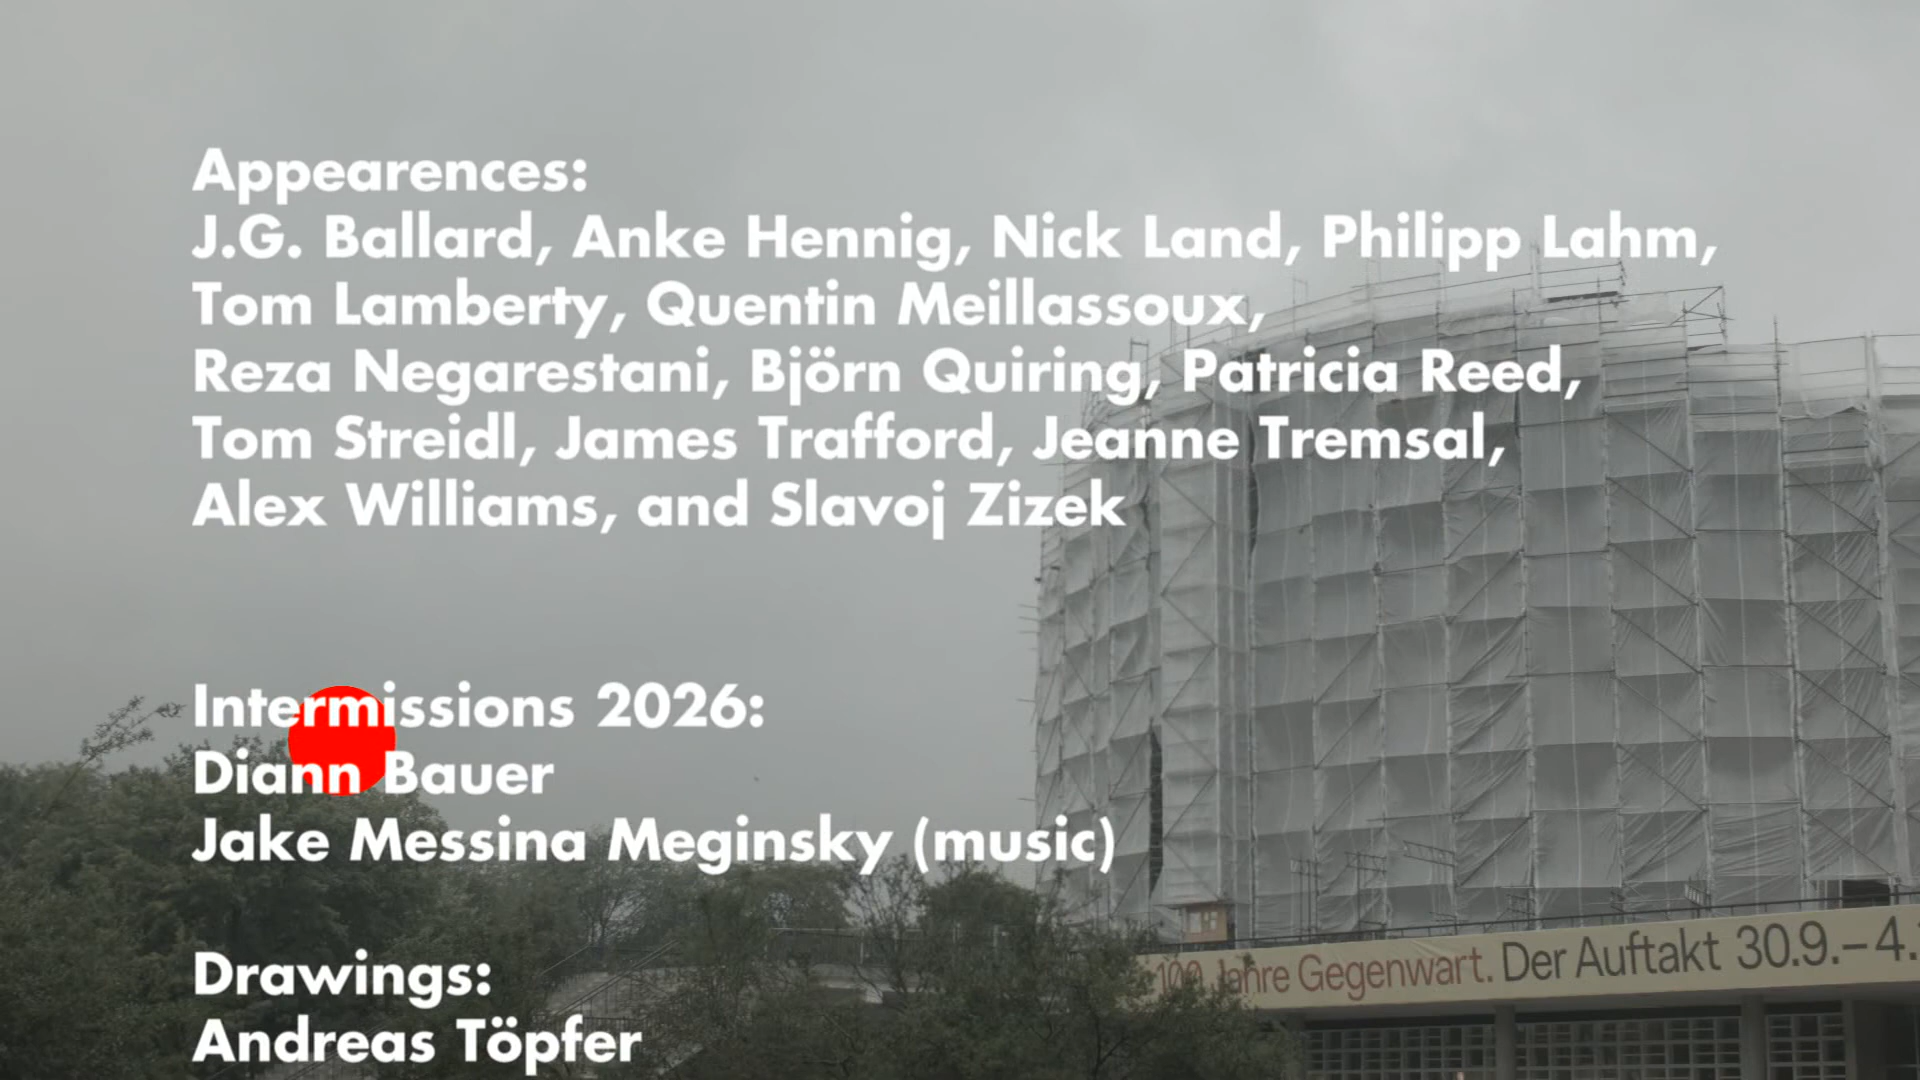 Appearences:
J.G. Ballard, Anke Hennig, Nick Land, Philipp Lahm,
Tom Lamberty, Quentin Meillassoux,
Reza Negarestani, Björn Quiring, Patricia Reed,
Tom Streidl, James Trafford, Jeanne Tremsal,
Alex Williams, and Slavoj Zizek
Intermissions 2026:
Diann Bauer
Jake Messina Meginsky (music)
Drawings:
Andreas Töpfer
100 Jahre Gegenwart. Der Auftakt 30.9.–4.